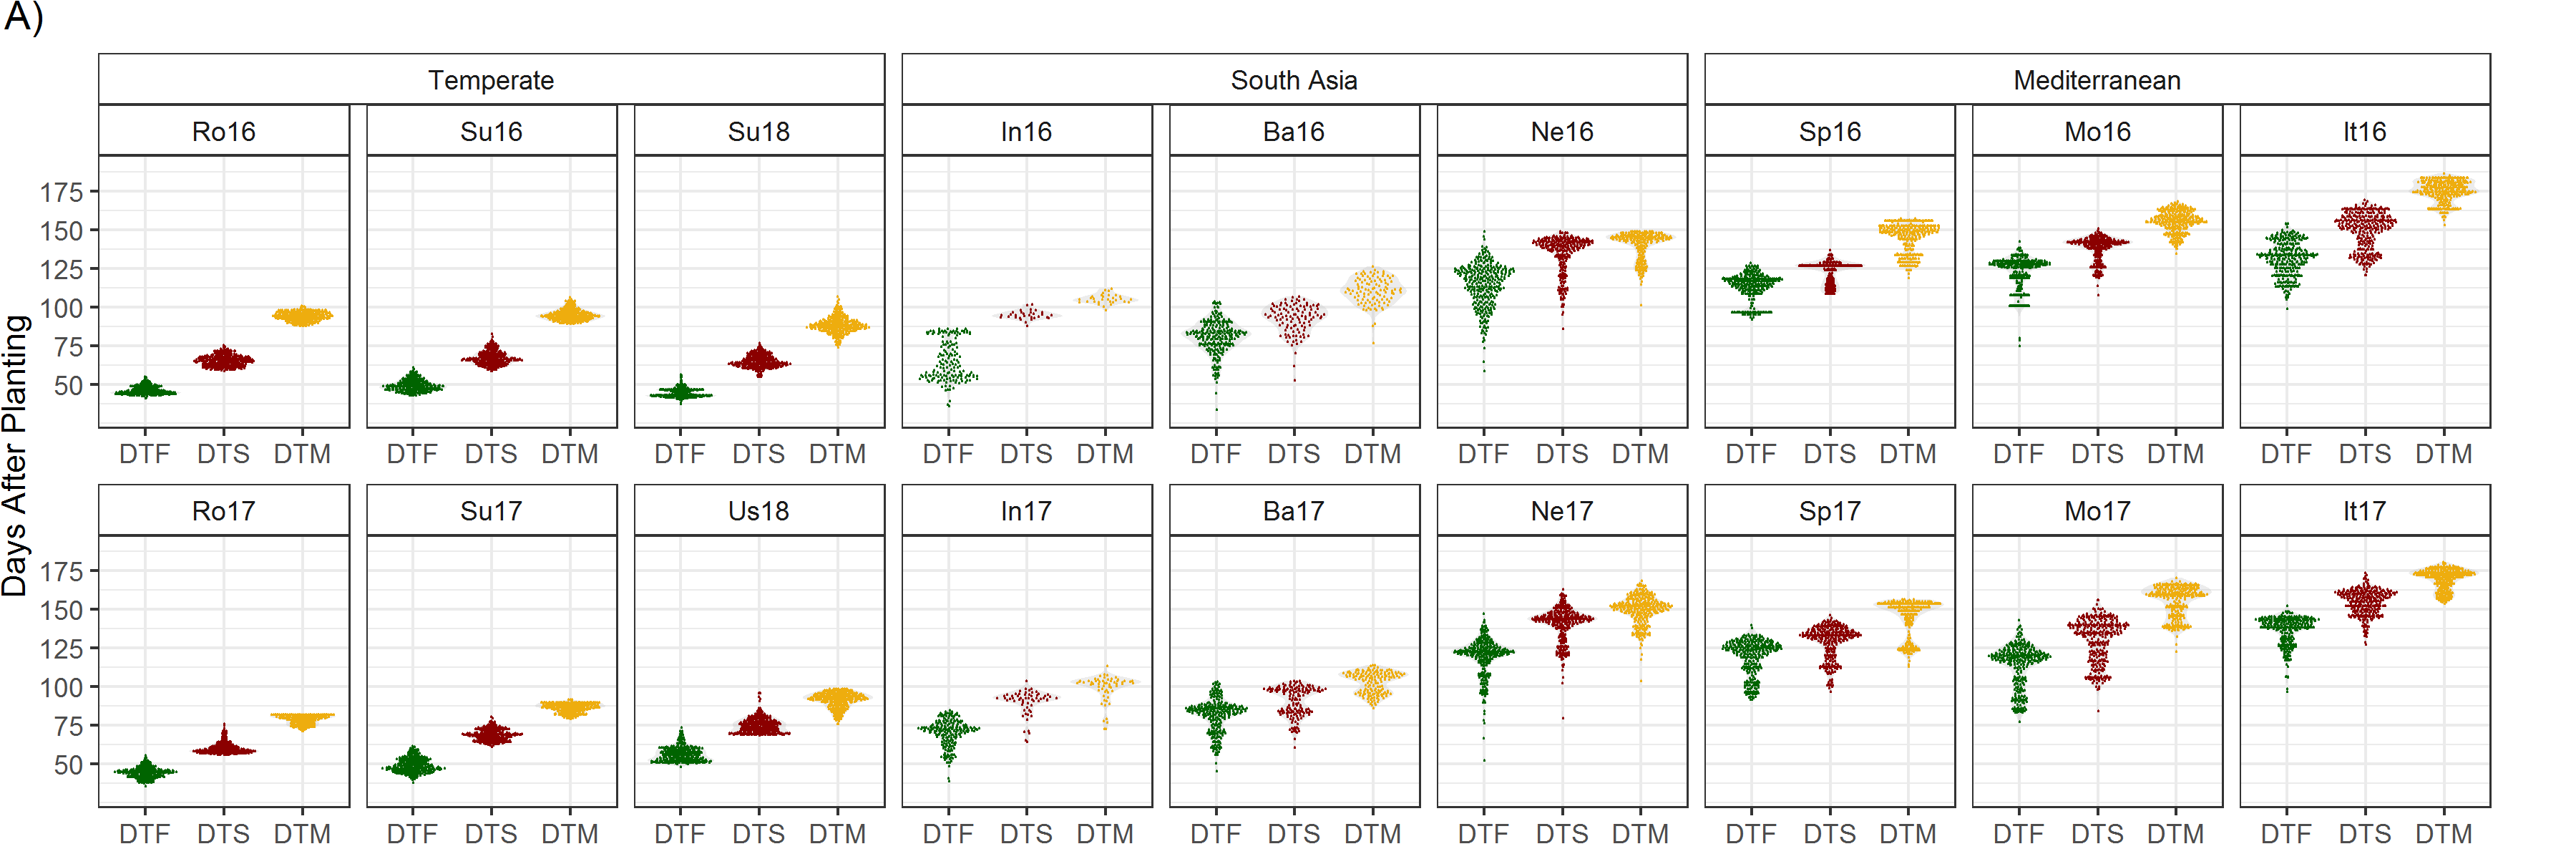 A)
Temperate South Asia Mediterranean
Ro16 Su16 Su18 In16 Ba16 Ne16 Sp16 Mo16 It16
175
150
125
100
75
50
DTF DTS DTM DTF DTS DTM DTF DTS DTM DTF DTS DTM DTF DTS DTM DTF DTS DTM DTF DTS DTM DTF DTS DTM DTF DTS DTM
Days After Planting
Ro17 Su17 Us18 In17 Ba17 Ne17 Sp17 Mo17 It17
175
150
125
100
75
50
DTF DTS DTM DTF DTS DTM DTF DTS DTM DTF DTS DTM DTF DTS DTM DTF DTS DTM DTF DTS DTM DTF DTS DTM DTF DTS DTM